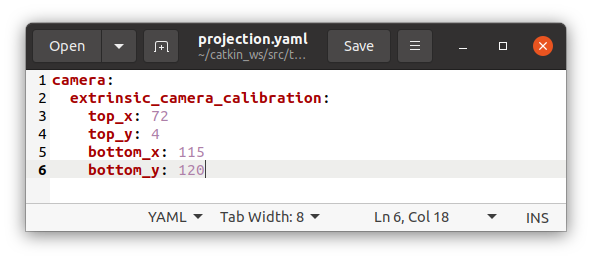 Open
projection.yaml
~/catkin_ws/src/t...
Save
1 camera:
2   extrinsic_camera_calibration:
3     top_x: 72
4     top_y: 4
5     bottom_x: 115
6     bottom_y: 120
YAML
Tab Width: 8
Ln 6, Col 18
INS